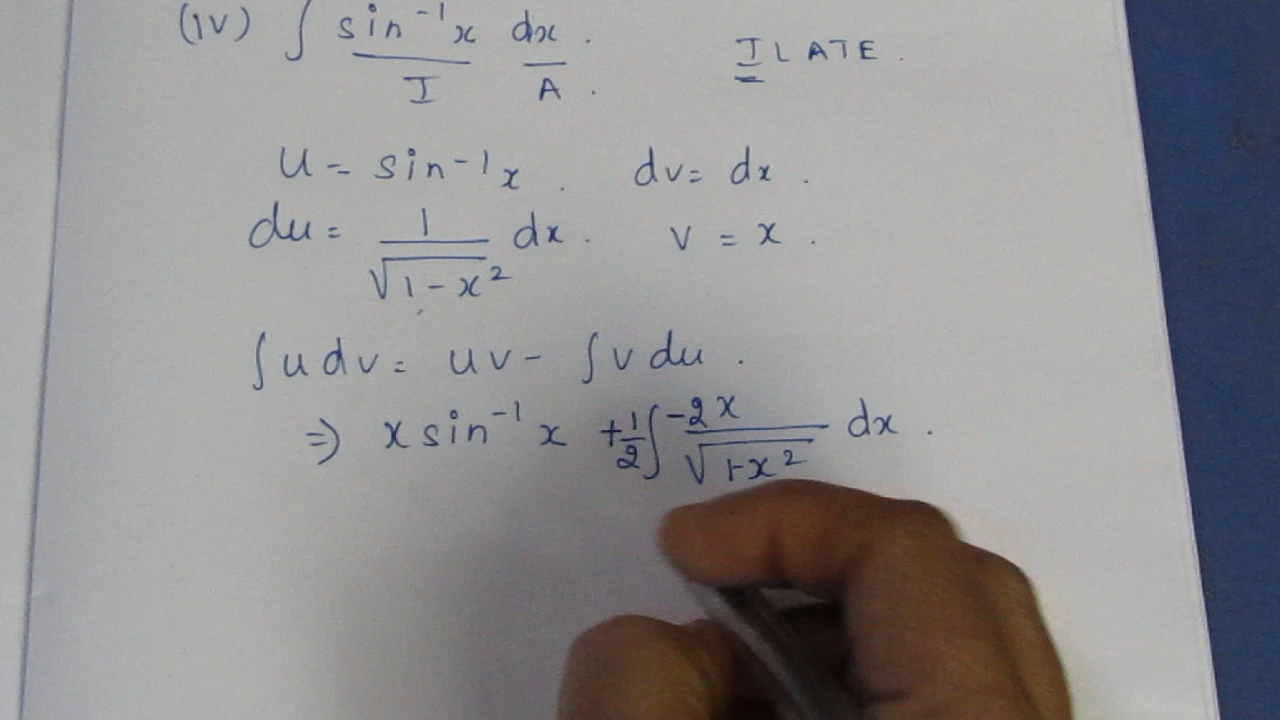 (iv) ∫ sin⁻¹x dx . ILATE .
I A .
u = sin⁻¹x . dv = dx .
du = 1/√(1-x²) dx . v = x .
∫u dv = uv - ∫v du .
⇒ x sin⁻¹ x + 1/2 ∫ -2x/√(1-x²) dx .